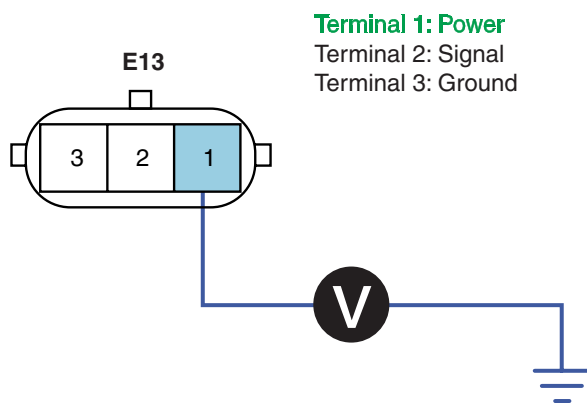 Terminal 1: Power
Terminal 2: Signal
Terminal 3: Ground
E13
3 2 1
V